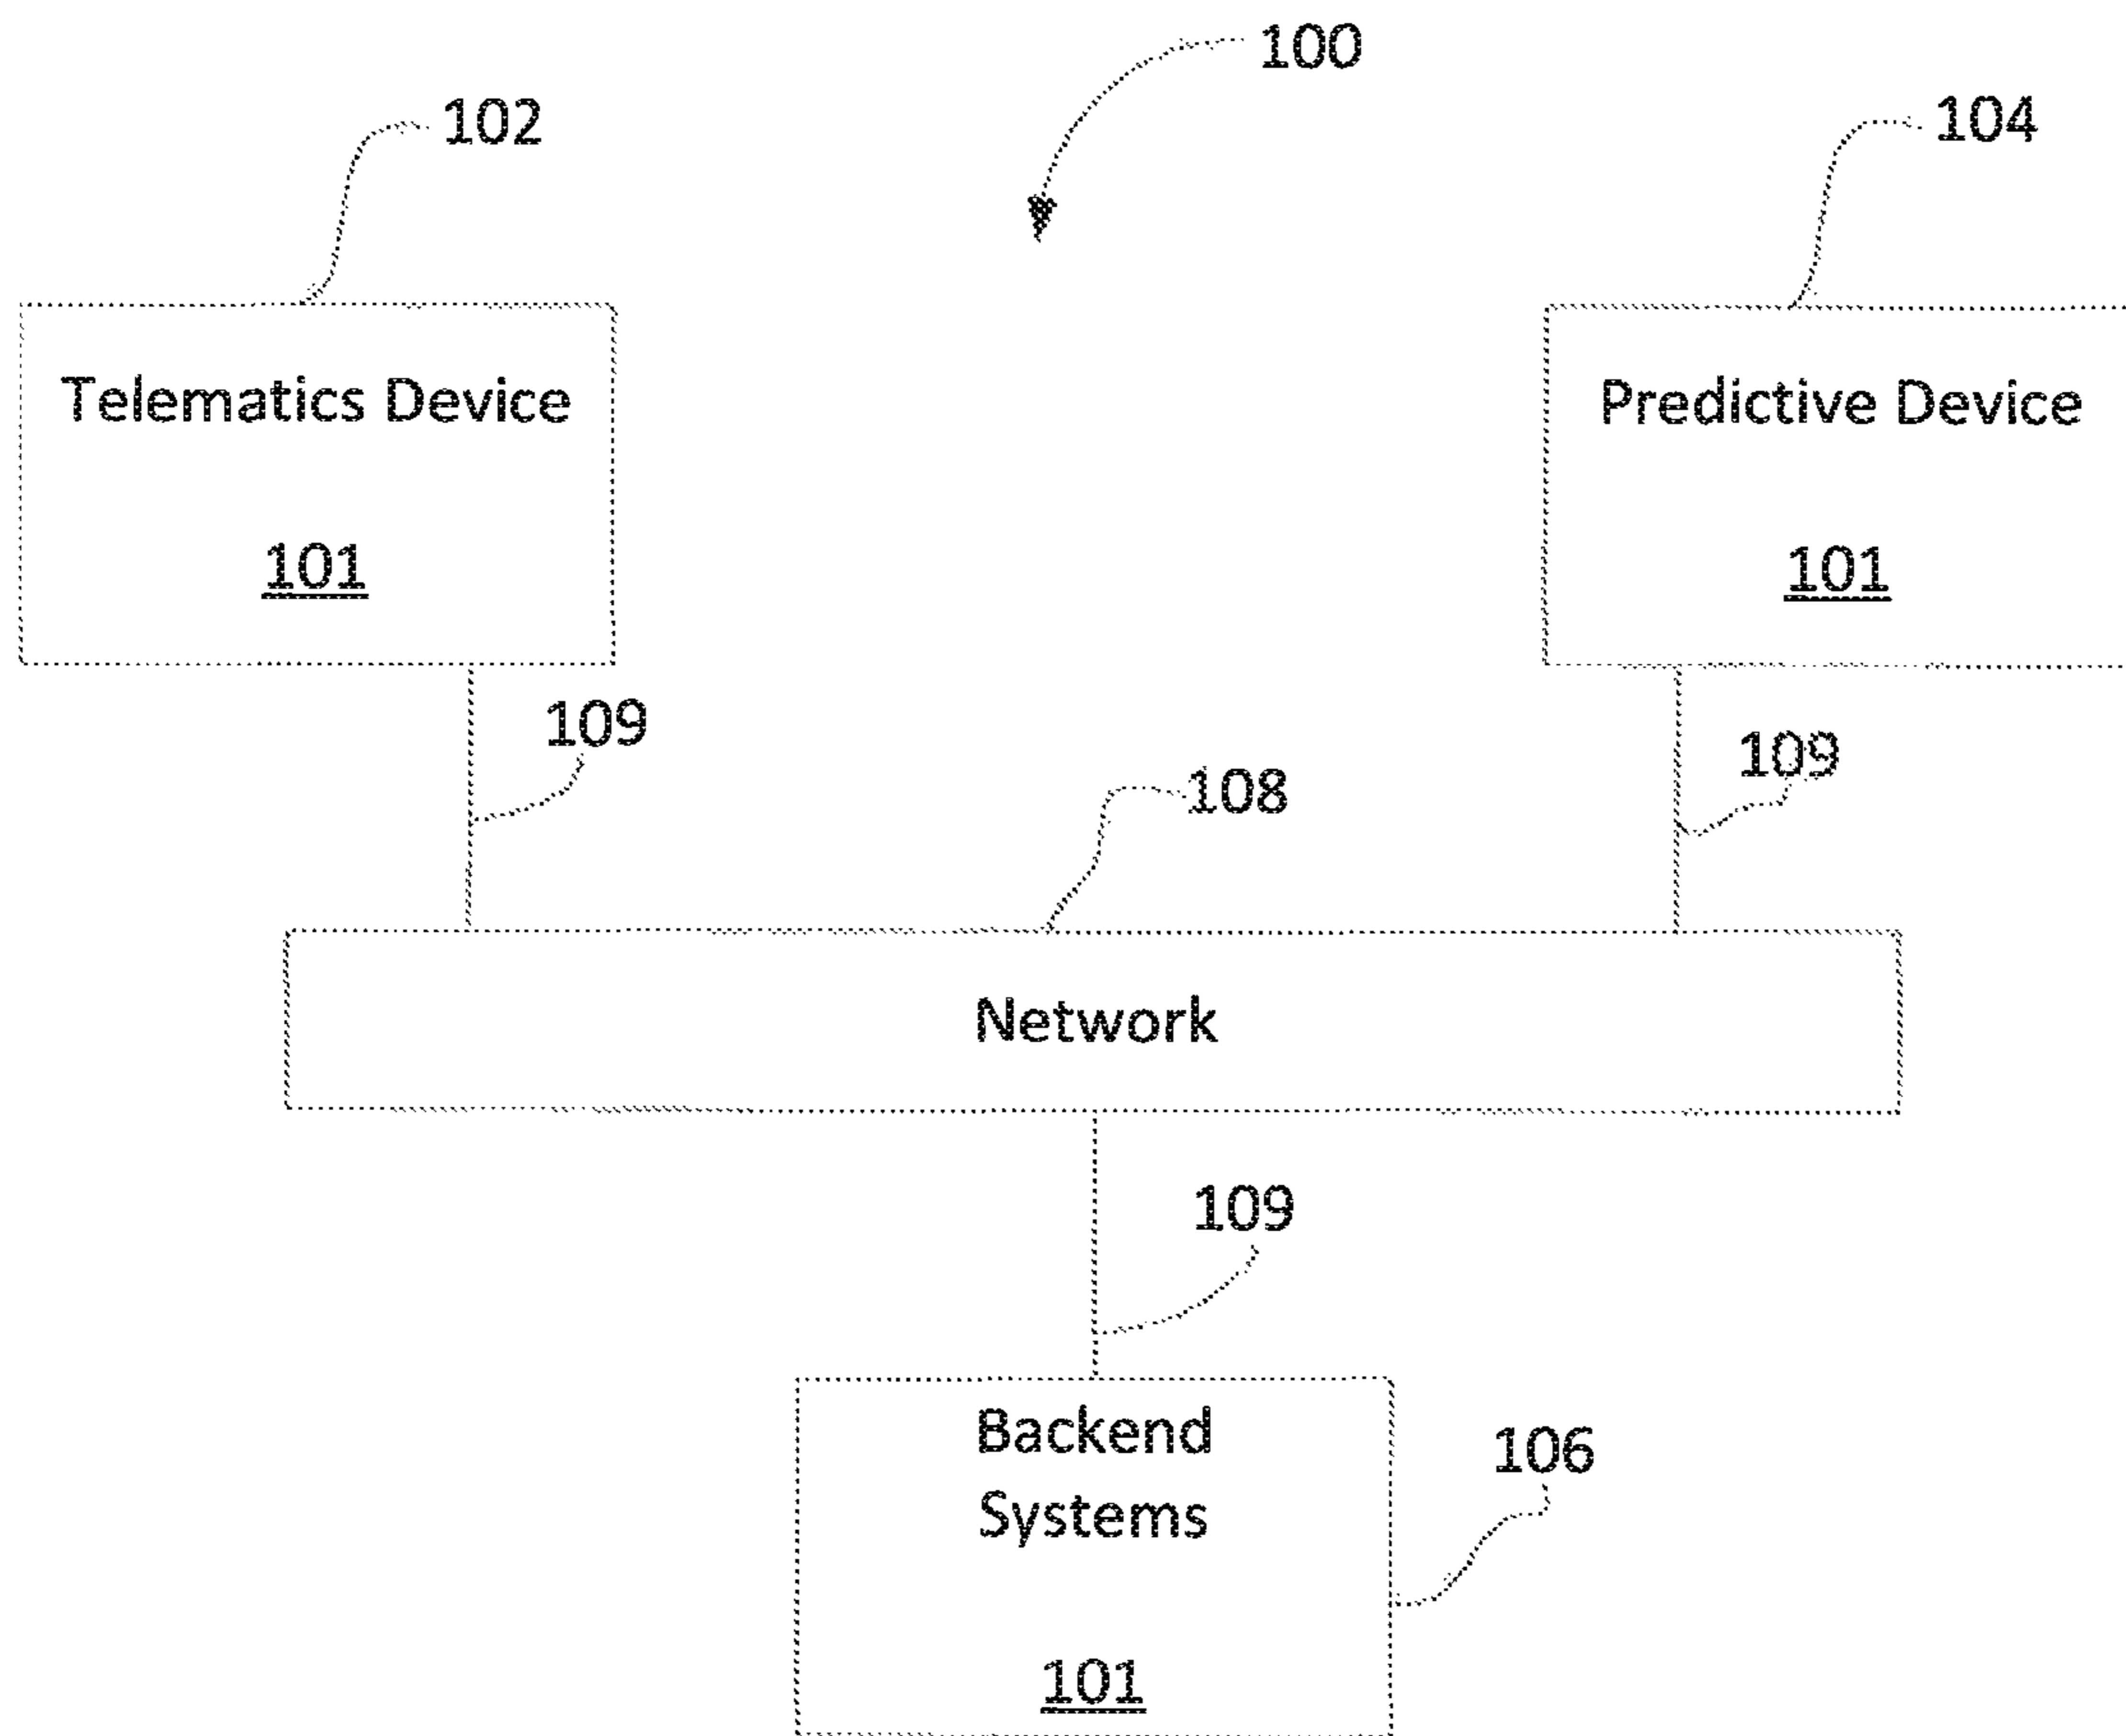 100
102
104
Telematics Device
101
Predictive Device
101
109
109
108
Network
109
Backend
Systems
106
101